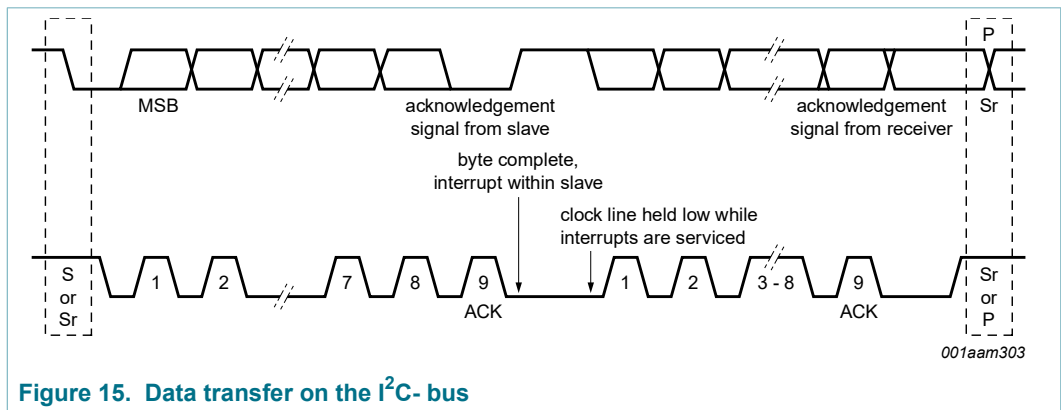 P
MSB
acknowledgement
signal from slave
acknowledgement
signal from receiver
Sr
byte complete,
interrupt within slave
clock line held low while
interrupts are serviced
S
or
Sr
1
2
7
8
9
ACK
1
2
3 - 8
9
ACK
Sr
or
P
001aam303
Figure 15. Data transfer on the I²C- bus